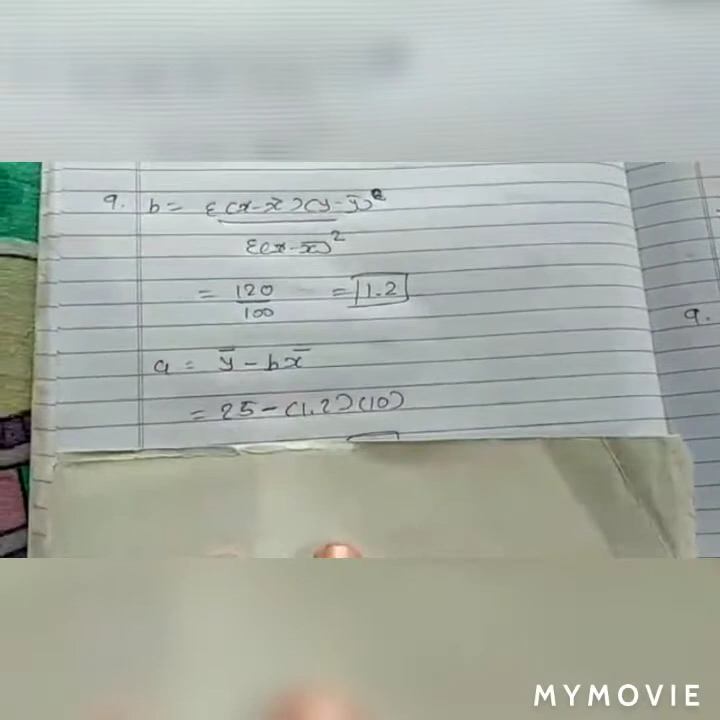 9. b = Σ(x-x̄)(y-ȳ)
Σ(x-x̄)²
= 120 = 1.2
100
9.
a = ȳ - bx̄
= 25 - (1.2)(10)
MYMOVIE